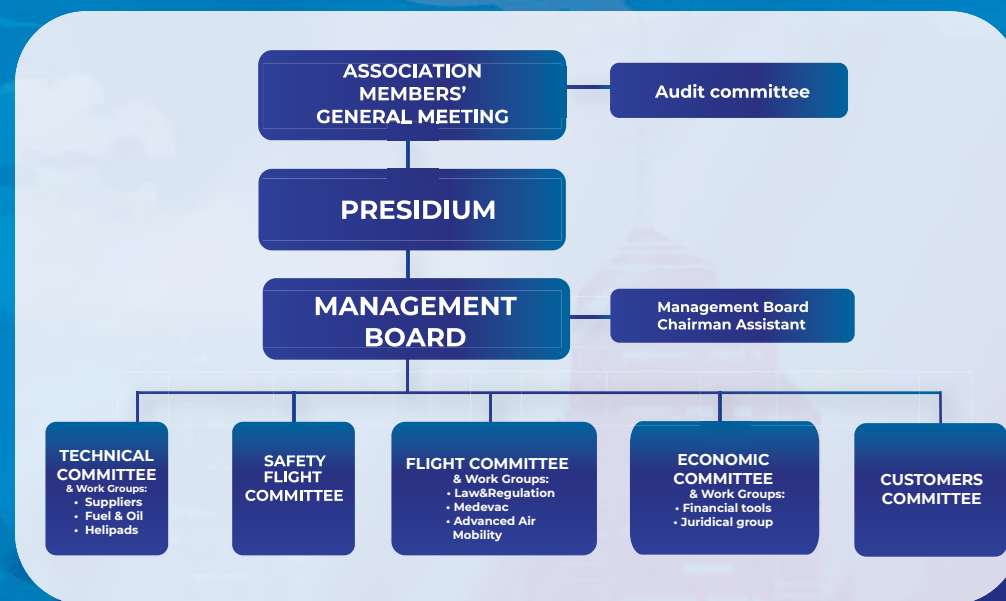 ASSOCIATION
MEMBERS’
GENERAL MEETING
Audit committee
PRESIDIUM
MANAGEMENT
BOARD
Management Board
Chairman Assistant
TECHNICAL
COMMITTEE
& Work Groups:
• Suppliers
• Fuel & Oil
• Helipads
SAFETY
FLIGHT
COMMITTEE
FLIGHT COMMITTEE
& Work Groups:
• Law&Regulation
• Medevac
• Advanced Air
Mobility
ECONOMIC
COMMITTEE
& Work Groups:
• Financial tools
• Juridical group
CUSTOMERS
COMMITTEE